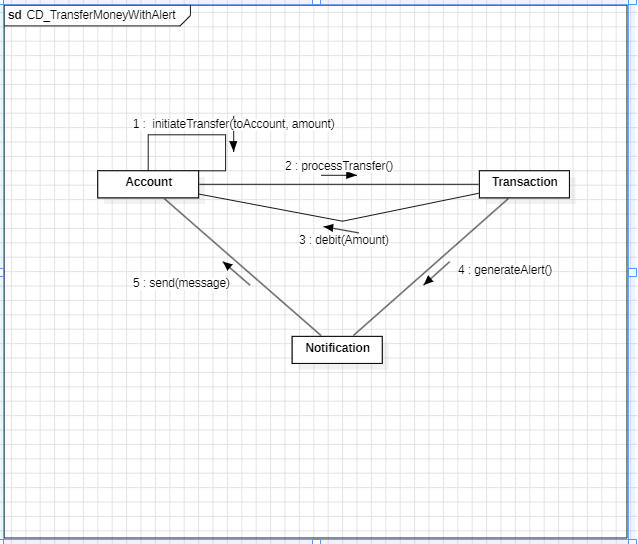 sd CD_TransferMoneyWithAlert
1 : initiateTransfer(toAccount, amount)
2 : processTransfer()
Account
Transaction
3 : debit(Amount)
4 : generateAlert()
5 : send(message)
Notification